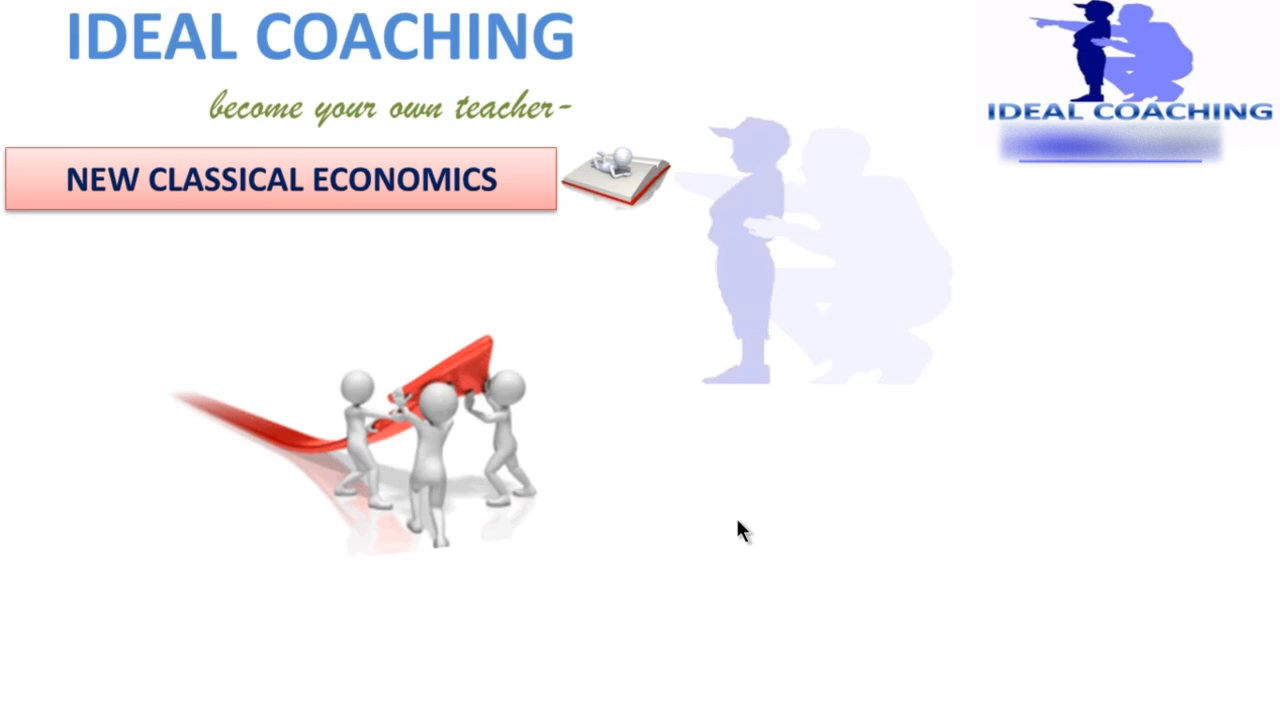 IDEAL COACHING
become your own teacher-
NEW CLASSICAL ECONOMICS
IDEAL COACHING